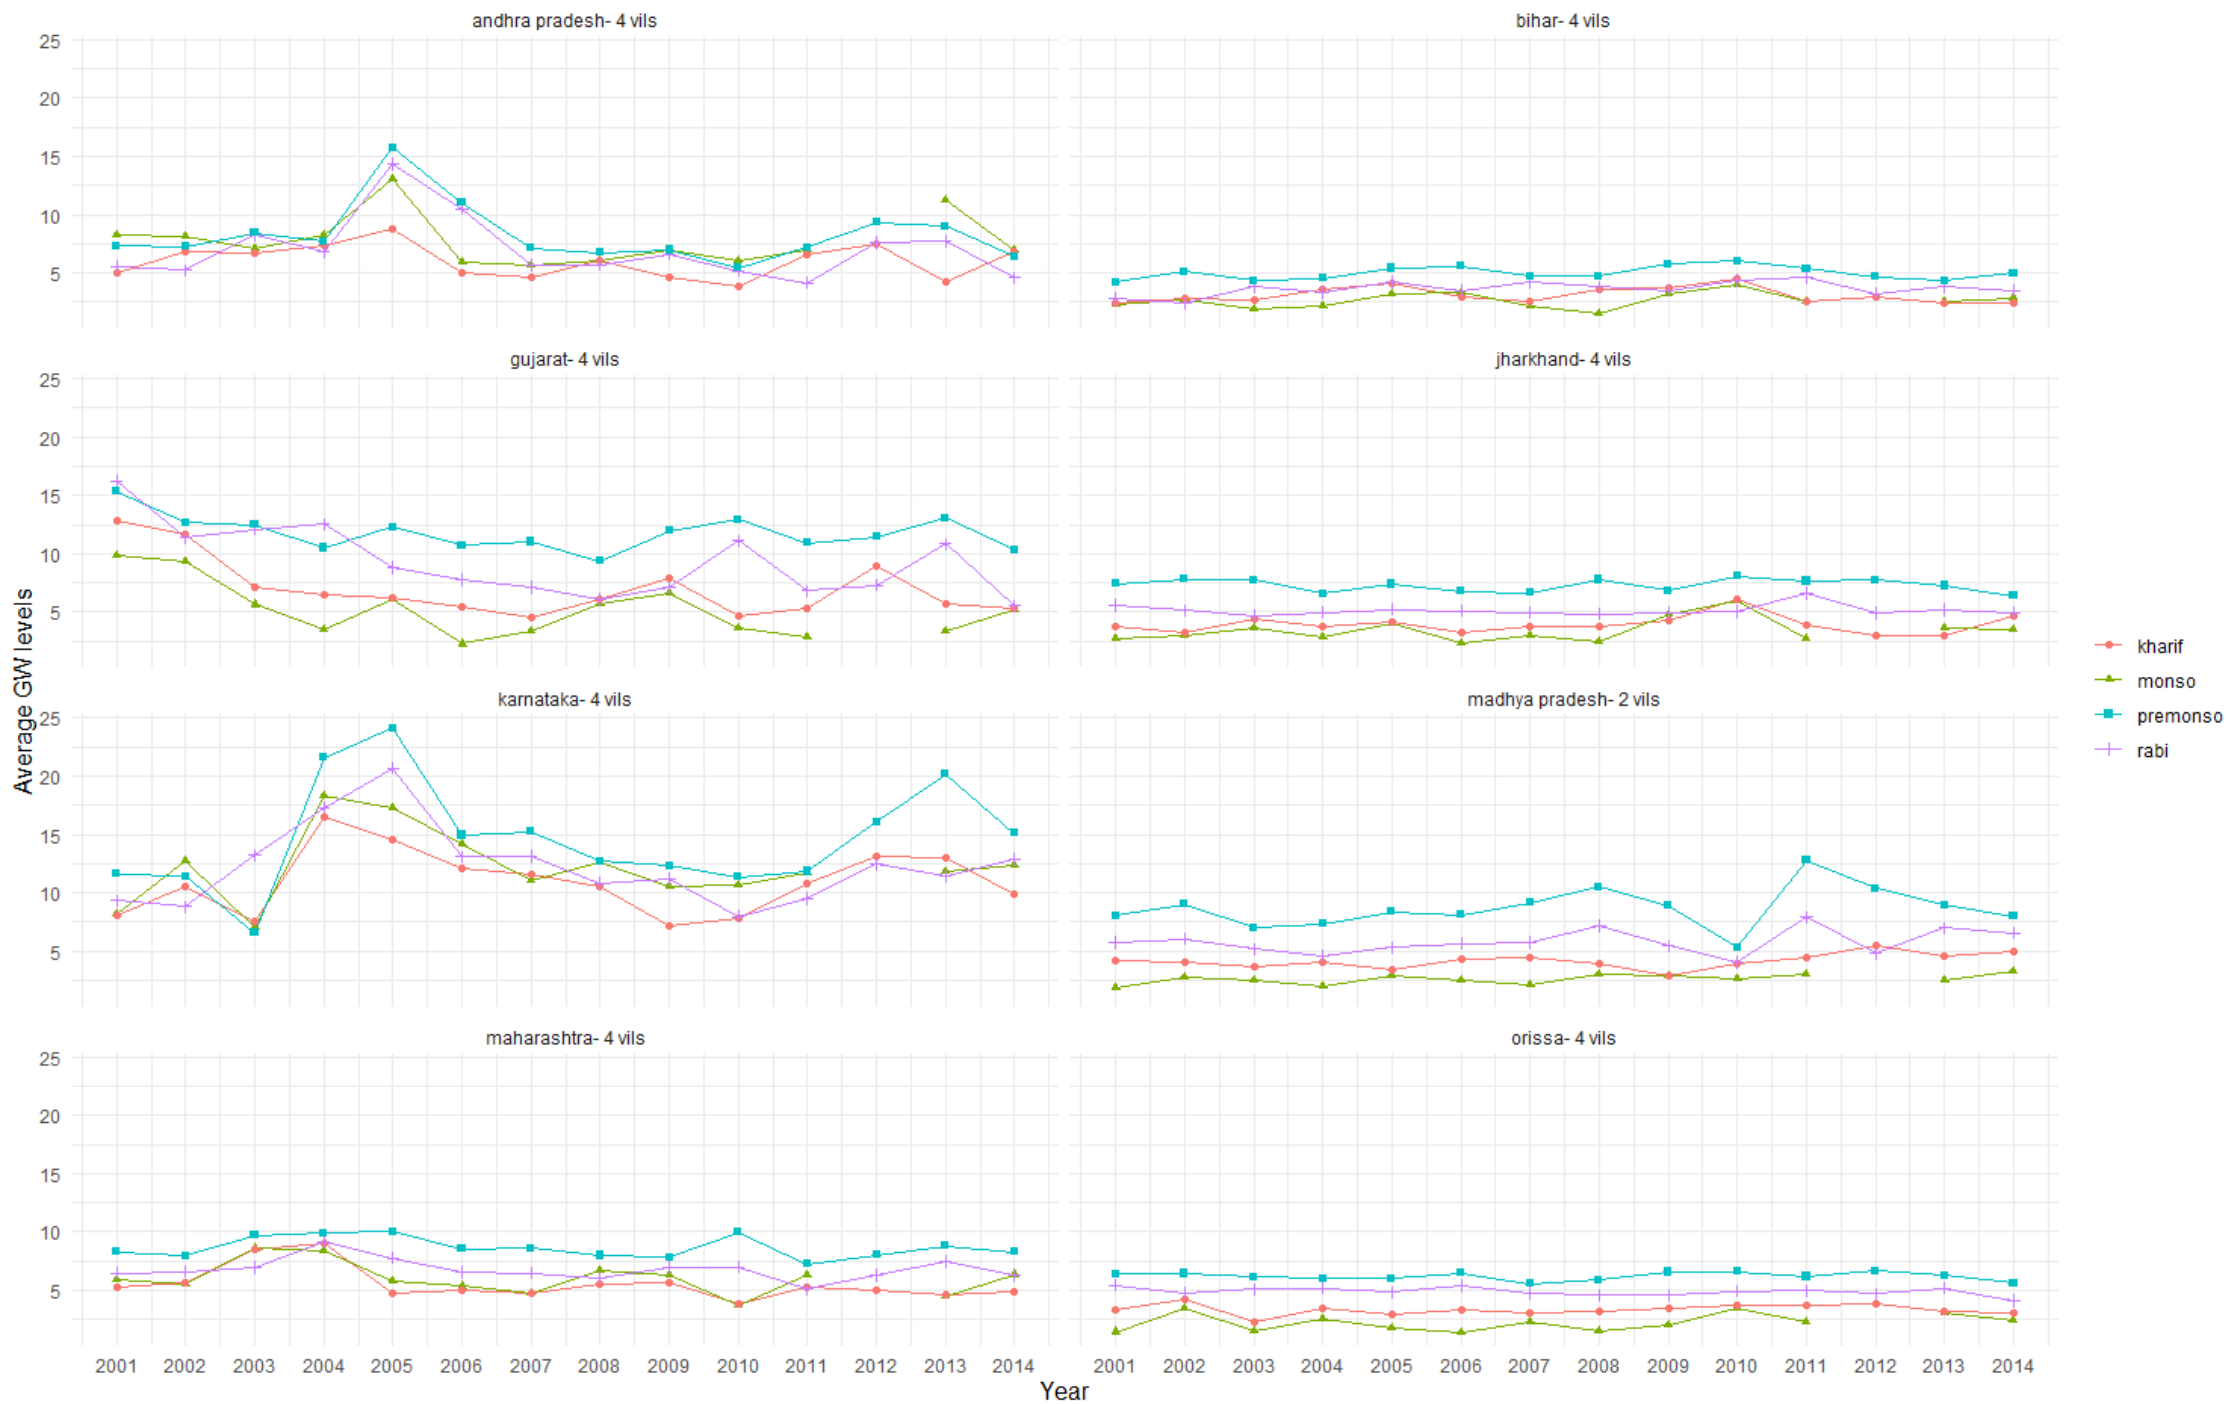 andhra pradesh- 4 vils
bihar- 4 vils
25
20
15
10
5
gujarat- 4 vils
jharkhand- 4 vils
25
20
15
10
5
karnataka- 4 vils
madhya pradesh- 2 vils
25
20
15
10
5
maharashtra- 4 vils
orissa- 4 vils
25
20
15
10
5
2001 2002 2003 2004 2005 2006 2007 2008 2009 2010 2011 2012 2013 2014
2001 2002 2003 2004 2005 2006 2007 2008 2009 2010 2011 2012 2013 2014
Year
Average GW levels
kharif
monso
premonso
rabi